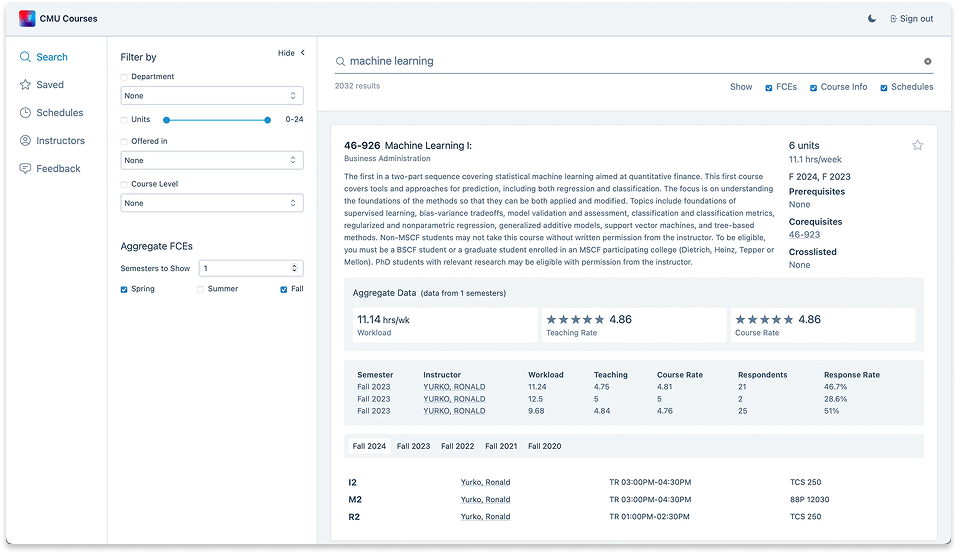 CMU Courses
Sign out
Search
Saved
Schedules
Instructors
Feedback
Filter by
Hide
Department
None
Units 0-24
Offered in
None
Course Level
None
Aggregate FCEs
Semesters to Show 1
Spring Summer Fall
machine learning
2032 results
Show FCEs Course Info Schedules
46-926 Machine Learning I:
Business Administration
The first in a two-part sequence covering statistical machine learning aimed at quantitative finance. This first course
covers tools and approaches for prediction, including both regression and classification. The focus is on understanding
the foundations of the methods so that they can be both applied and modified. Topics include foundations of
supervised learning, bias-variance tradeoffs, model validation and assessment, classification and classification metrics,
regularized and nonparametric regression, generalized additive models, support vector machines, and tree-based
methods. Non-MSCF students may not take this course without written permission from the instructor. To be eligible,
you must be a BSCF student or a graduate student enrolled in an MSCF participating college (Dietrich, Heinz, Tepper or
Mellon). PhD students with relevant research may be eligible with permission from the instructor.
6 units
11.1 hrs/week
F 2024, F 2023
Prerequisites
None
Corequisites
46-923
Crosslisted
None
Aggregate Data (data from 1 semesters)
11.14 hrs/wk
Workload
4.86
Teaching Rate
4.86
Course Rate
Semester Instructor Workload Teaching Course Rate Respondents Response Rate
Fall 2023 YURKO, RONALD 11.24 4.75 4.81 21 46.7%
Fall 2023 YURKO, RONALD 12.5 5 5 2 28.6%
Fall 2023 YURKO, RONALD 9.68 4.84 4.76 25 51%
Fall 2024 Fall 2023 Fall 2022 Fall 2021 Fall 2020
I2 Yurko, Ronald TR 03:00PM-04:30PM TCS 250
M2 Yurko, Ronald TR 03:00PM-04:30PM 88P 12030
R2 Yurko, Ronald TR 01:00PM-02:30PM TCS 250